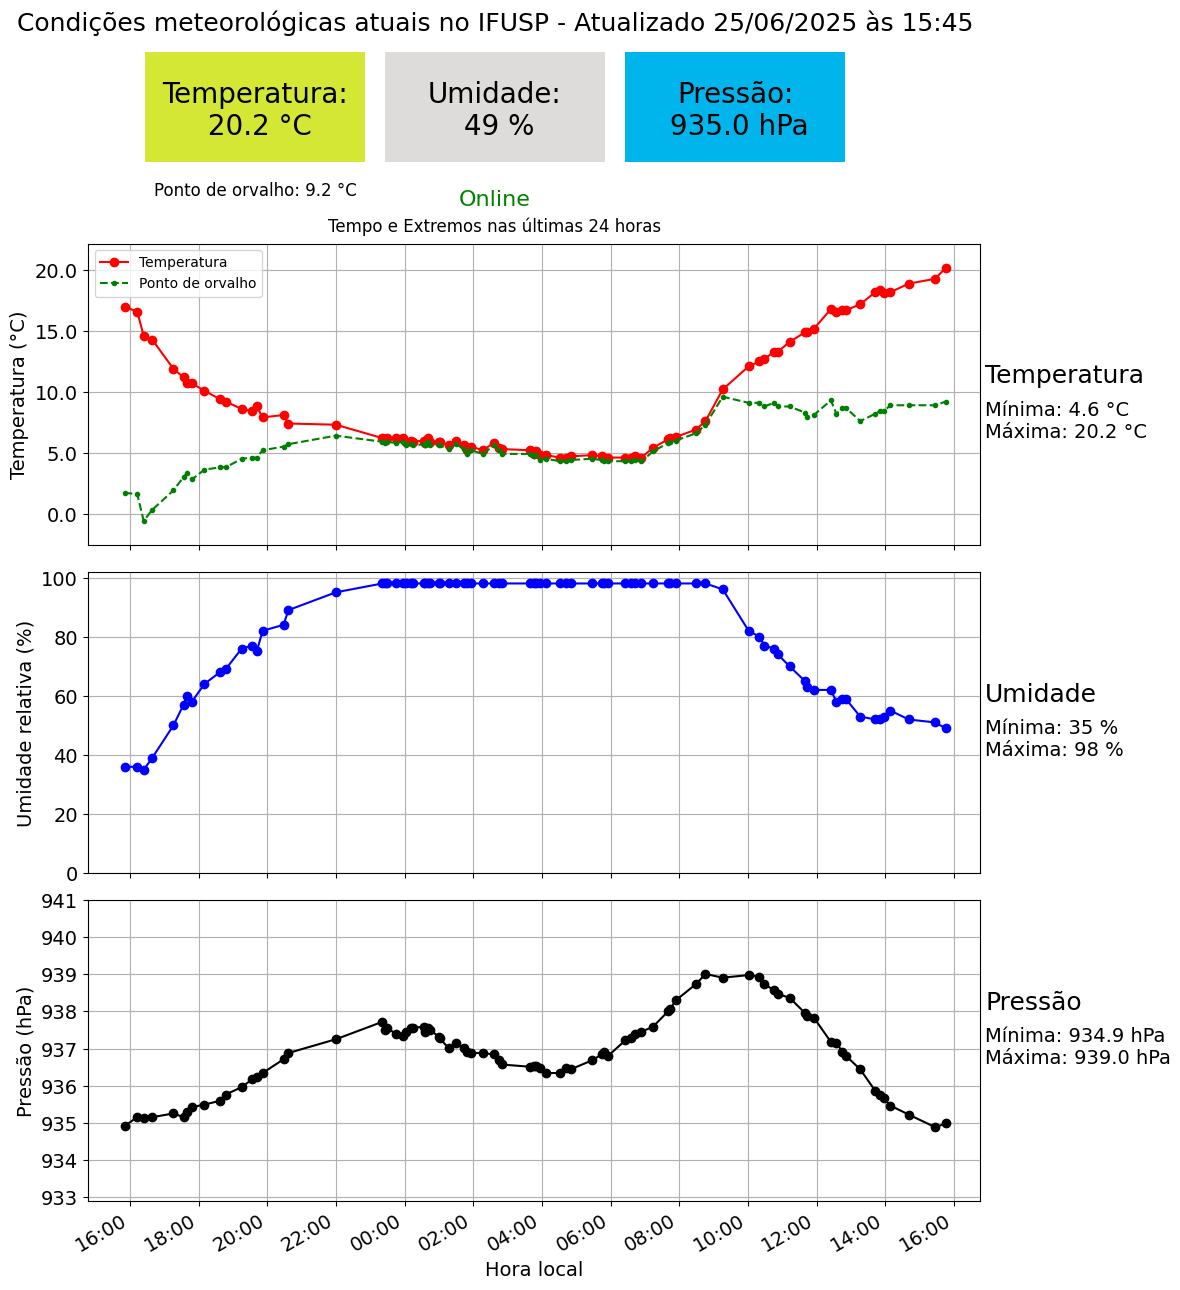 Condições meteorológicas atuais no IFUSP - Atualizado 25/06/2025 às 15:45
Temperatura:
20.2 °C
Umidade:
49 %
Pressão:
935.0 hPa
Ponto de orvalho: 9.2 °C
Online
Tempo e Extremos nas últimas 24 horas
Temperatura
Ponto de orvalho
Temperatura (°C)
20.0
15.0
10.0
5.0
0.0
Temperatura
Mínima: 4.6 °C
Máxima: 20.2 °C
Umidade relativa (%)
100
80
60
40
20
0
Umidade
Mínima: 35 %
Máxima: 98 %
Pressão (hPa)
941
940
939
938
937
936
935
934
933
Pressão
Mínima: 934.9 hPa
Máxima: 939.0 hPa
16:00
18:00
20:00
22:00
00:00
02:00
04:00
06:00
08:00
10:00
12:00
14:00
16:00
Hora local